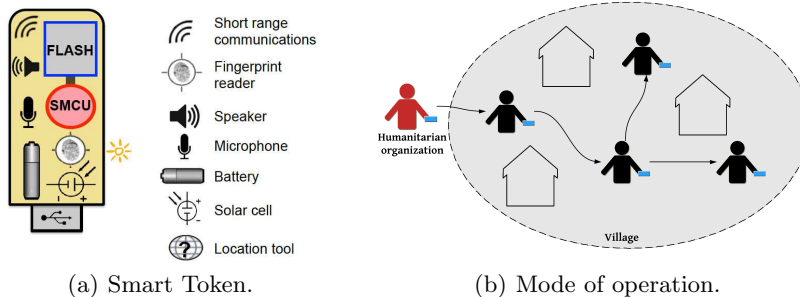 FLASH
SMCU
- +
Short range
communications
Fingerprint
reader
Speaker
Microphone
Battery
+
-
Solar cell
?
Location tool
Humanitarian
organization
Village
(a) Smart Token.
(b) Mode of operation.